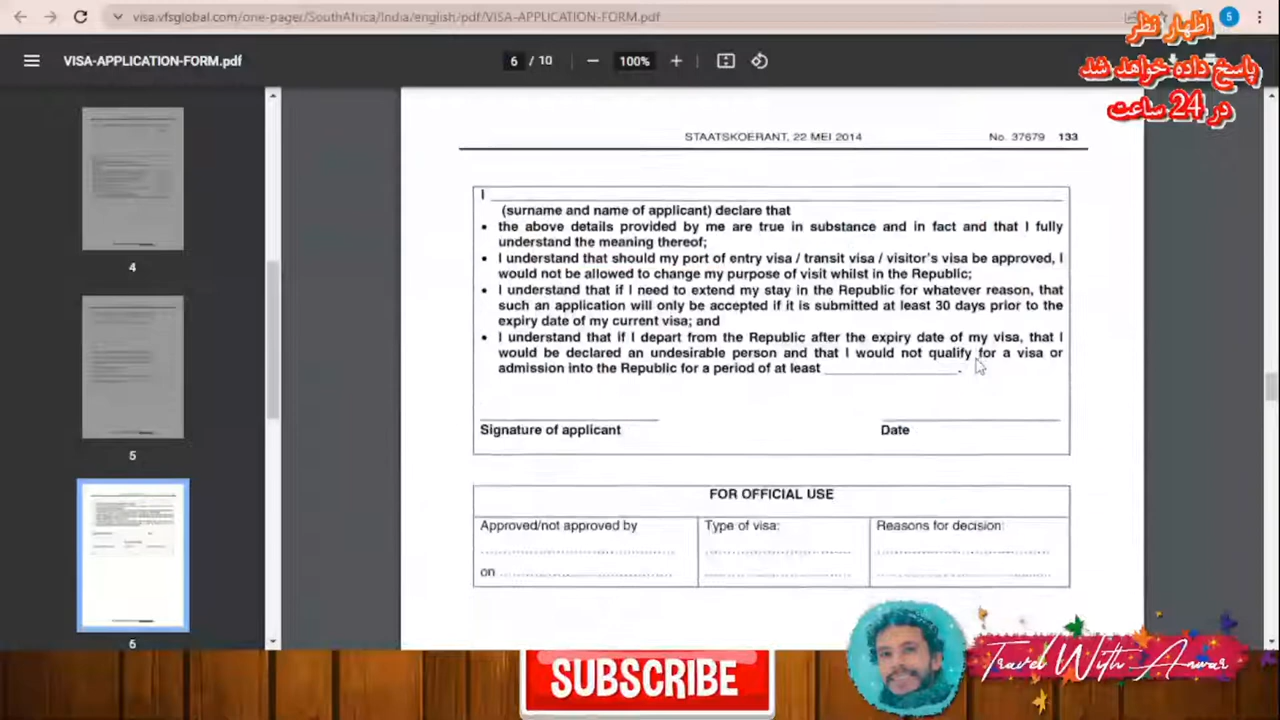 visa.vfsglobal.com/one-pager/SouthAfrica/India/english/pdf/VISA-APPLICATION-FORM.pdf
5
اظهار نظر
پاسخ داده خواهد شد
در 24 ساعت
VISA-APPLICATION-FORM.pdf
6 / 10
100%
4
5
6
STAATSKOERANT, 22 MEI 2014
No. 37679 133
I
(surname and name of applicant) declare that
• the above details provided by me are true in substance and in fact and that I fully
understand the meaning thereof;
• I understand that should my port of entry visa / transit visa / visitor's visa be approved, I
would not be allowed to change my purpose of visit whilst in the Republic;
• I understand that if I need to extend my stay in the Republic for whatever reason, that
such an application will only be accepted if it is submitted at least 30 days prior to the
expiry date of my current visa; and
• I understand that if I depart from the Republic after the expiry date of my visa, that I
would be declared an undesirable person and that I would not qualify for a visa or
admission into the Republic for a period of at least ____________.
Signature of applicant
Date
FOR OFFICIAL USE
Approved/not approved by
on
Type of visa:
Reasons for decision:
SUBSCRIBE
Travel With Anwar